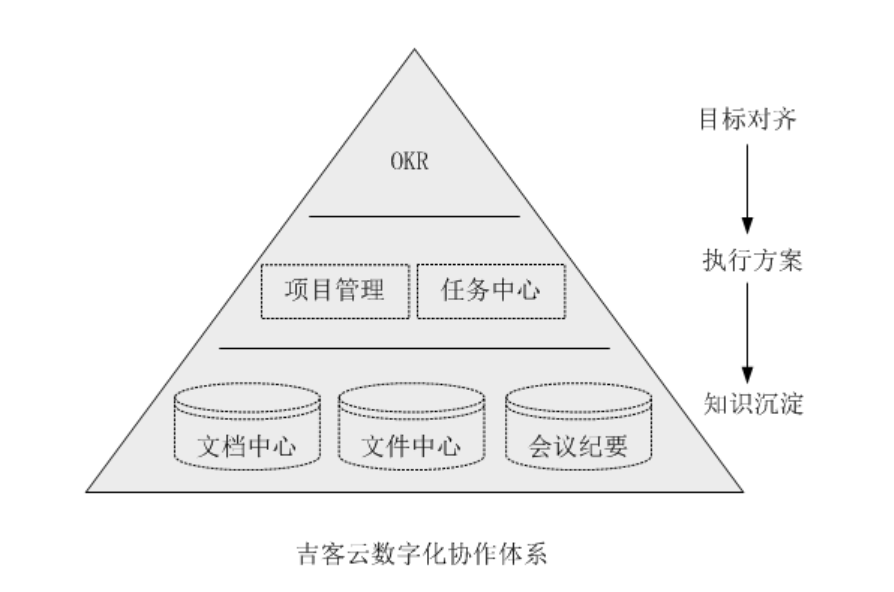 OKR
目标对齐
项目管理
任务中心
执行方案
文档中心
文件中心
会议纪要
知识沉淀
吉客云数字化协作体系